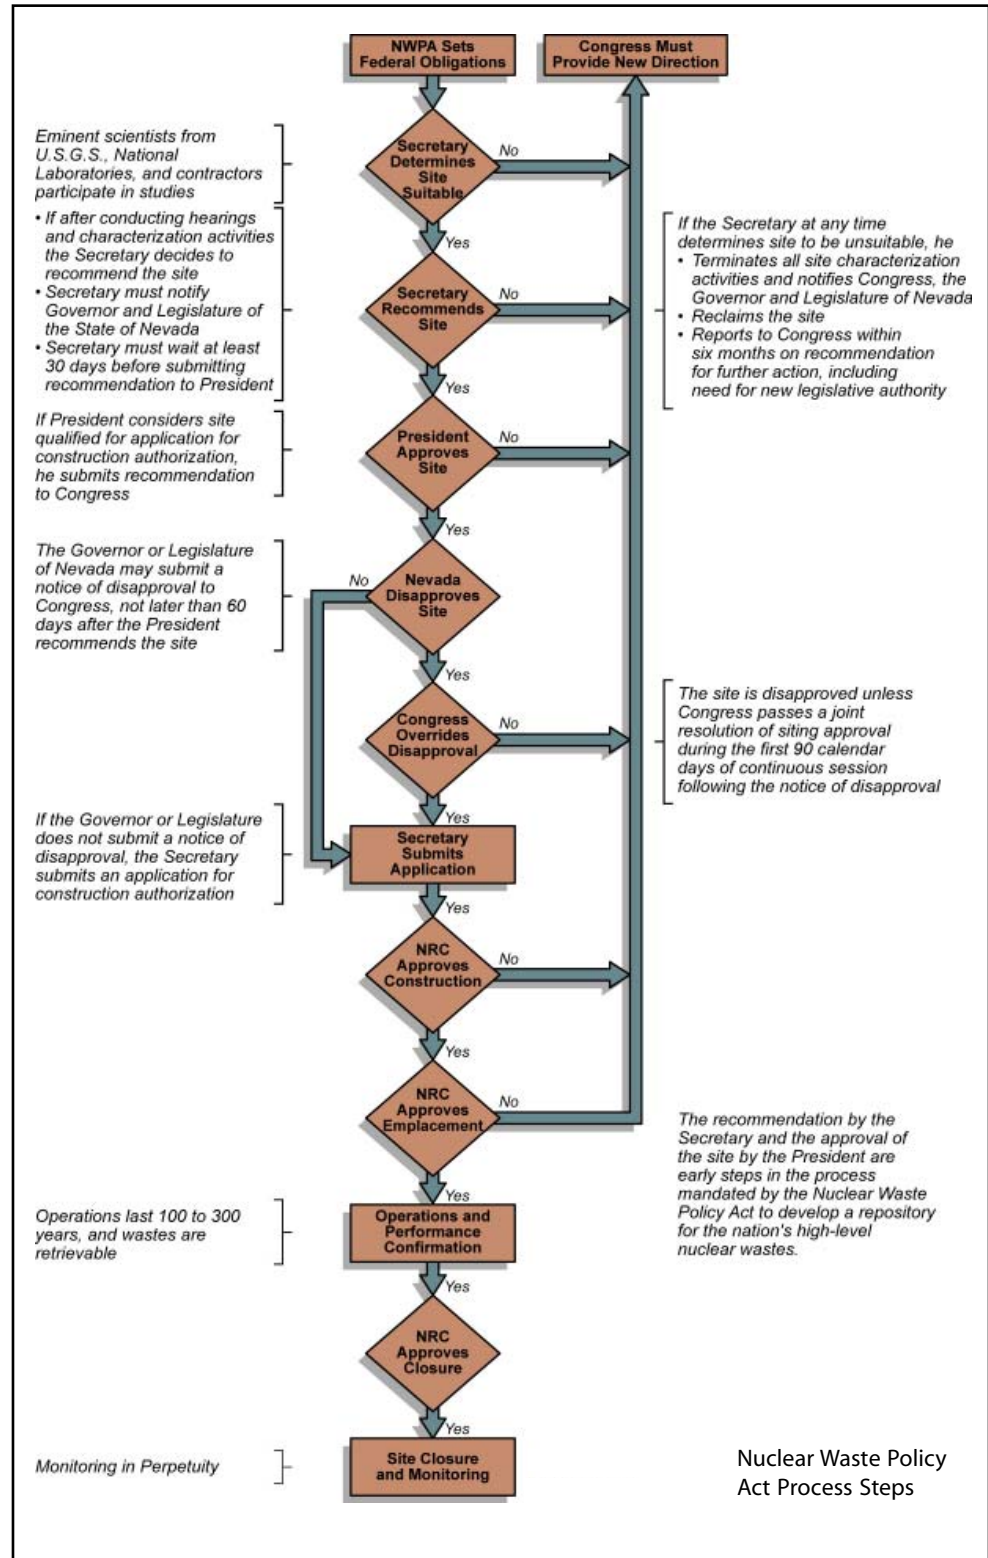 NWPA Sets
Federal Obligations
Congress Must
Provide New Direction
Eminent scientists from
U.S.G.S., National
Laboratories, and contractors
participate in studies
Secretary
Determines
Site
Suitable
No
Yes
• If after conducting hearings
and characterization activities
the Secretary decides to
recommend the site
• Secretary must notify
Governor and Legislature of
the State of Nevada
• Secretary must wait at least
30 days before submitting
recommendation to President
Secretary
Recommends
Site
No
Yes
If the Secretary at any time
determines site to be unsuitable, he
• Terminates all site characterization
activities and notifies Congress, the
Governor and Legislature of Nevada
• Reclaims the site
• Reports to Congress within
six months on recommendation
for further action, including
need for new legislative authority
If President considers site
qualified for application for
construction authorization,
he submits recommendation
to Congress
President
Approves
Site
No
Yes
The Governor or Legislature
of Nevada may submit a
notice of disapproval to
Congress, not later than 60
days after the President
recommends the site
No
Nevada
Disapproves
Site
Yes
Congress
Overrides
Disapproval
No
Yes
The site is disapproved unless
Congress passes a joint
resolution of siting approval
during the first 90 calendar
days of continuous session
following the notice of disapproval
If the Governor or Legislature
does not submit a notice of
disapproval, the Secretary
submits an application for
construction authorization
Secretary
Submits
Application
Yes
NRC
Approves
Construction
No
Yes
NRC
Approves
Emplacement
No
Yes
The recommendation by the
Secretary and the approval of
the site by the President are
early steps in the process
mandated by the Nuclear Waste
Policy Act to develop a repository
for the nation's high-level
nuclear wastes.
Operations last 100 to 300
years, and wastes are
retrievable
Operations and
Performance
Confirmation
Yes
NRC
Approves
Closure
Yes
Monitoring in Perpetuity
Site Closure
and Monitoring
Nuclear Waste Policy
Act Process Steps